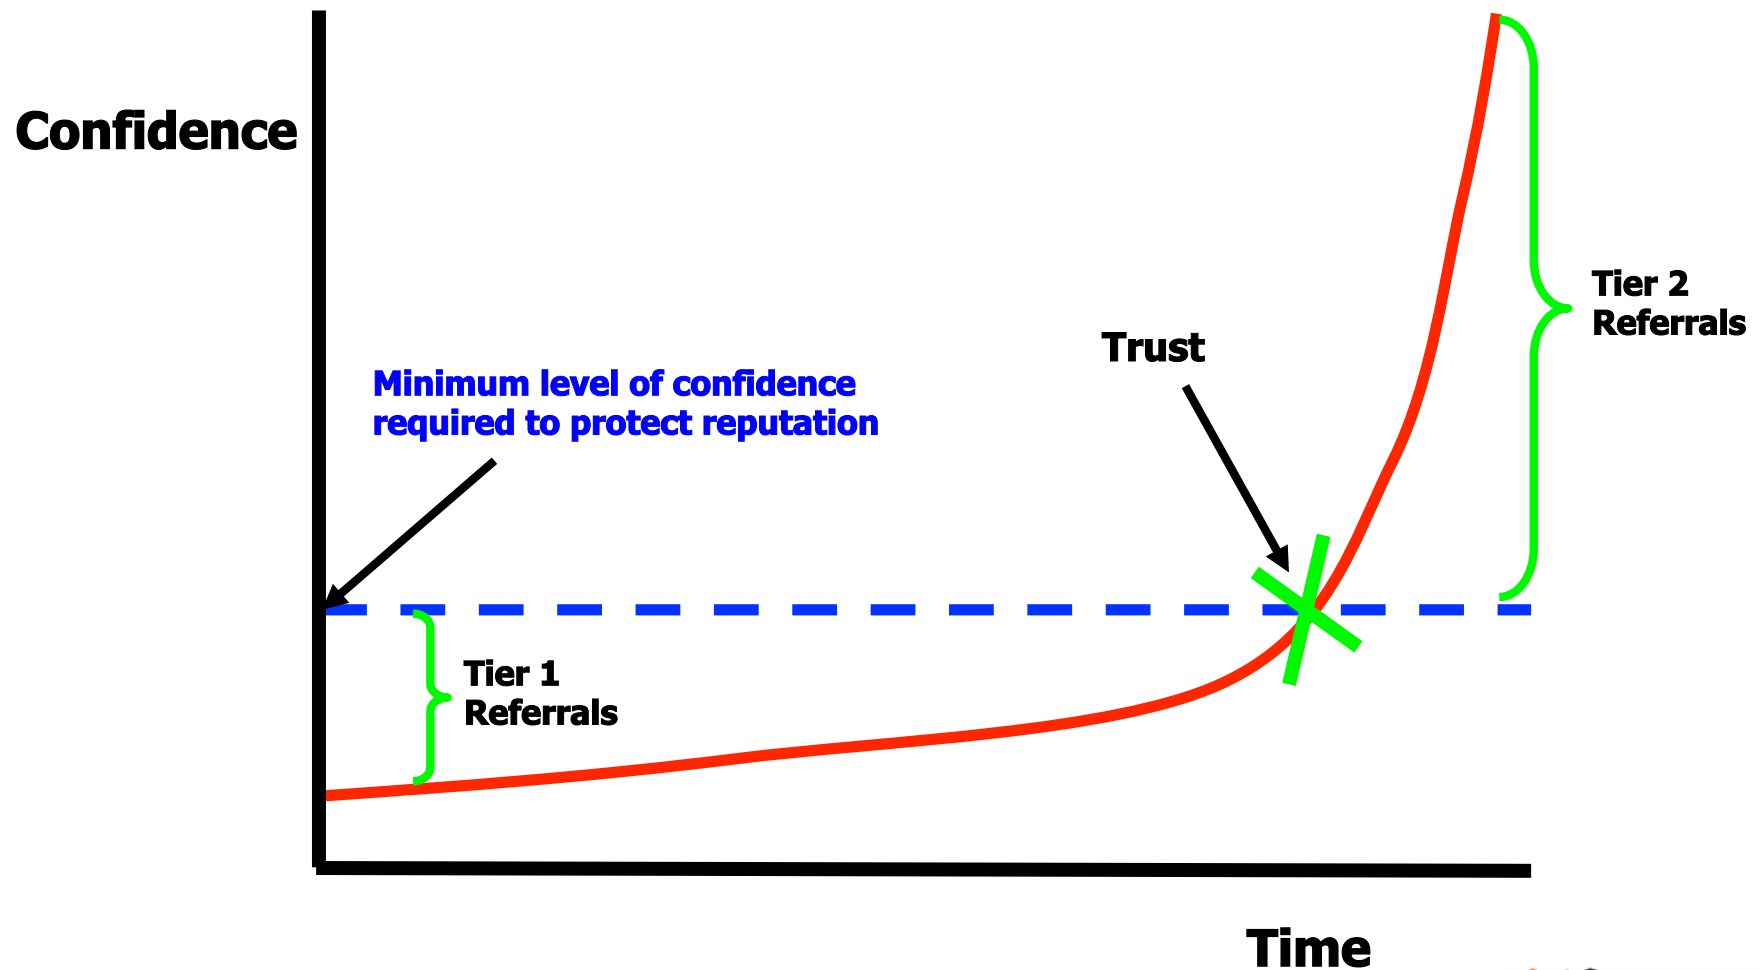 Confidence
Minimum level of confidence
required to protect reputation
Trust
Tier 2
Referrals
Tier 1
Referrals
Time